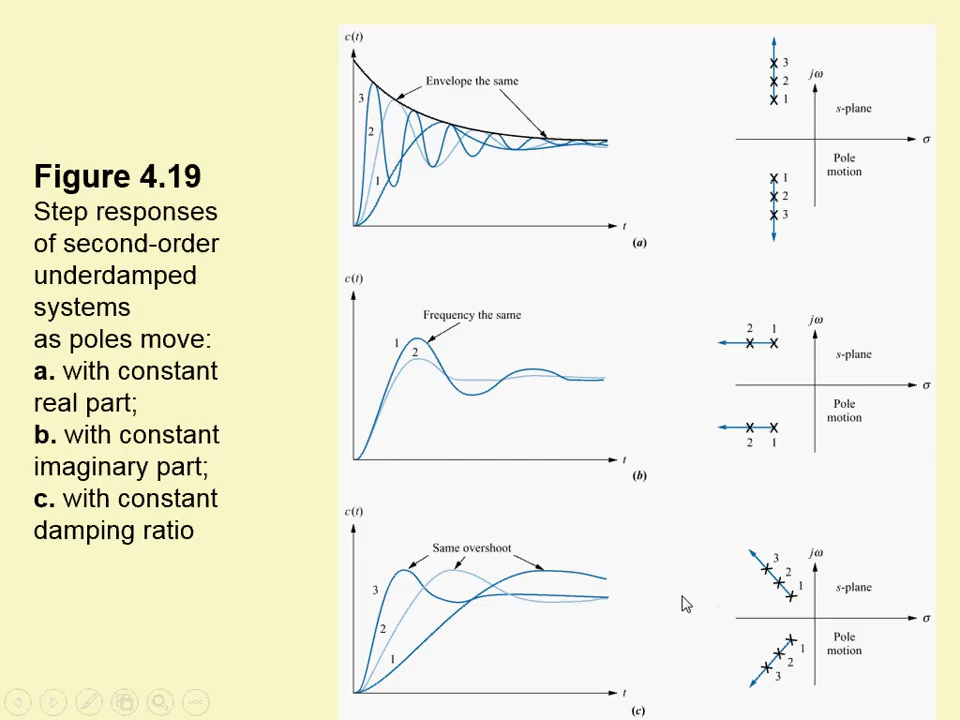 Figure 4.19
Step responses
of second-order
underdamped
systems
as poles move:
a. with constant
real part;
b. with constant
imaginary part;
c. with constant
damping ratio
c(t)
Envelope the same
3
2
1
t
(a)
3
2
1
jω
s-plane
σ
Pole
motion
1
2
3
c(t)
Frequency the same
1
2
t
(b)
2 1
jω
s-plane
σ
Pole
motion
2 1
c(t)
Same overshoot
3
2
1
t
(c)
3
2
1
jω
s-plane
σ
Pole
motion
1
2
3